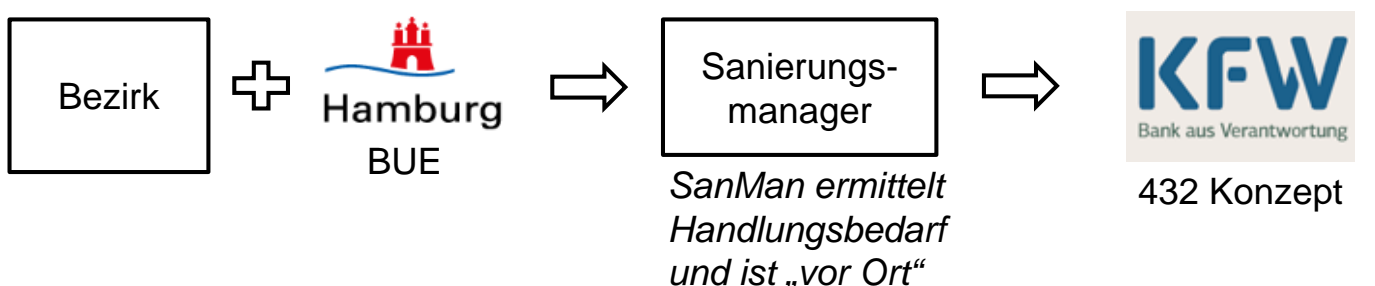 Bezirk
Hamburg
BUE
Sanierungs-
manager
SanMan ermittelt
Handlungsbedarf
und ist „vor Ort“
KFW
Bank aus Verantwortung
432 Konzept